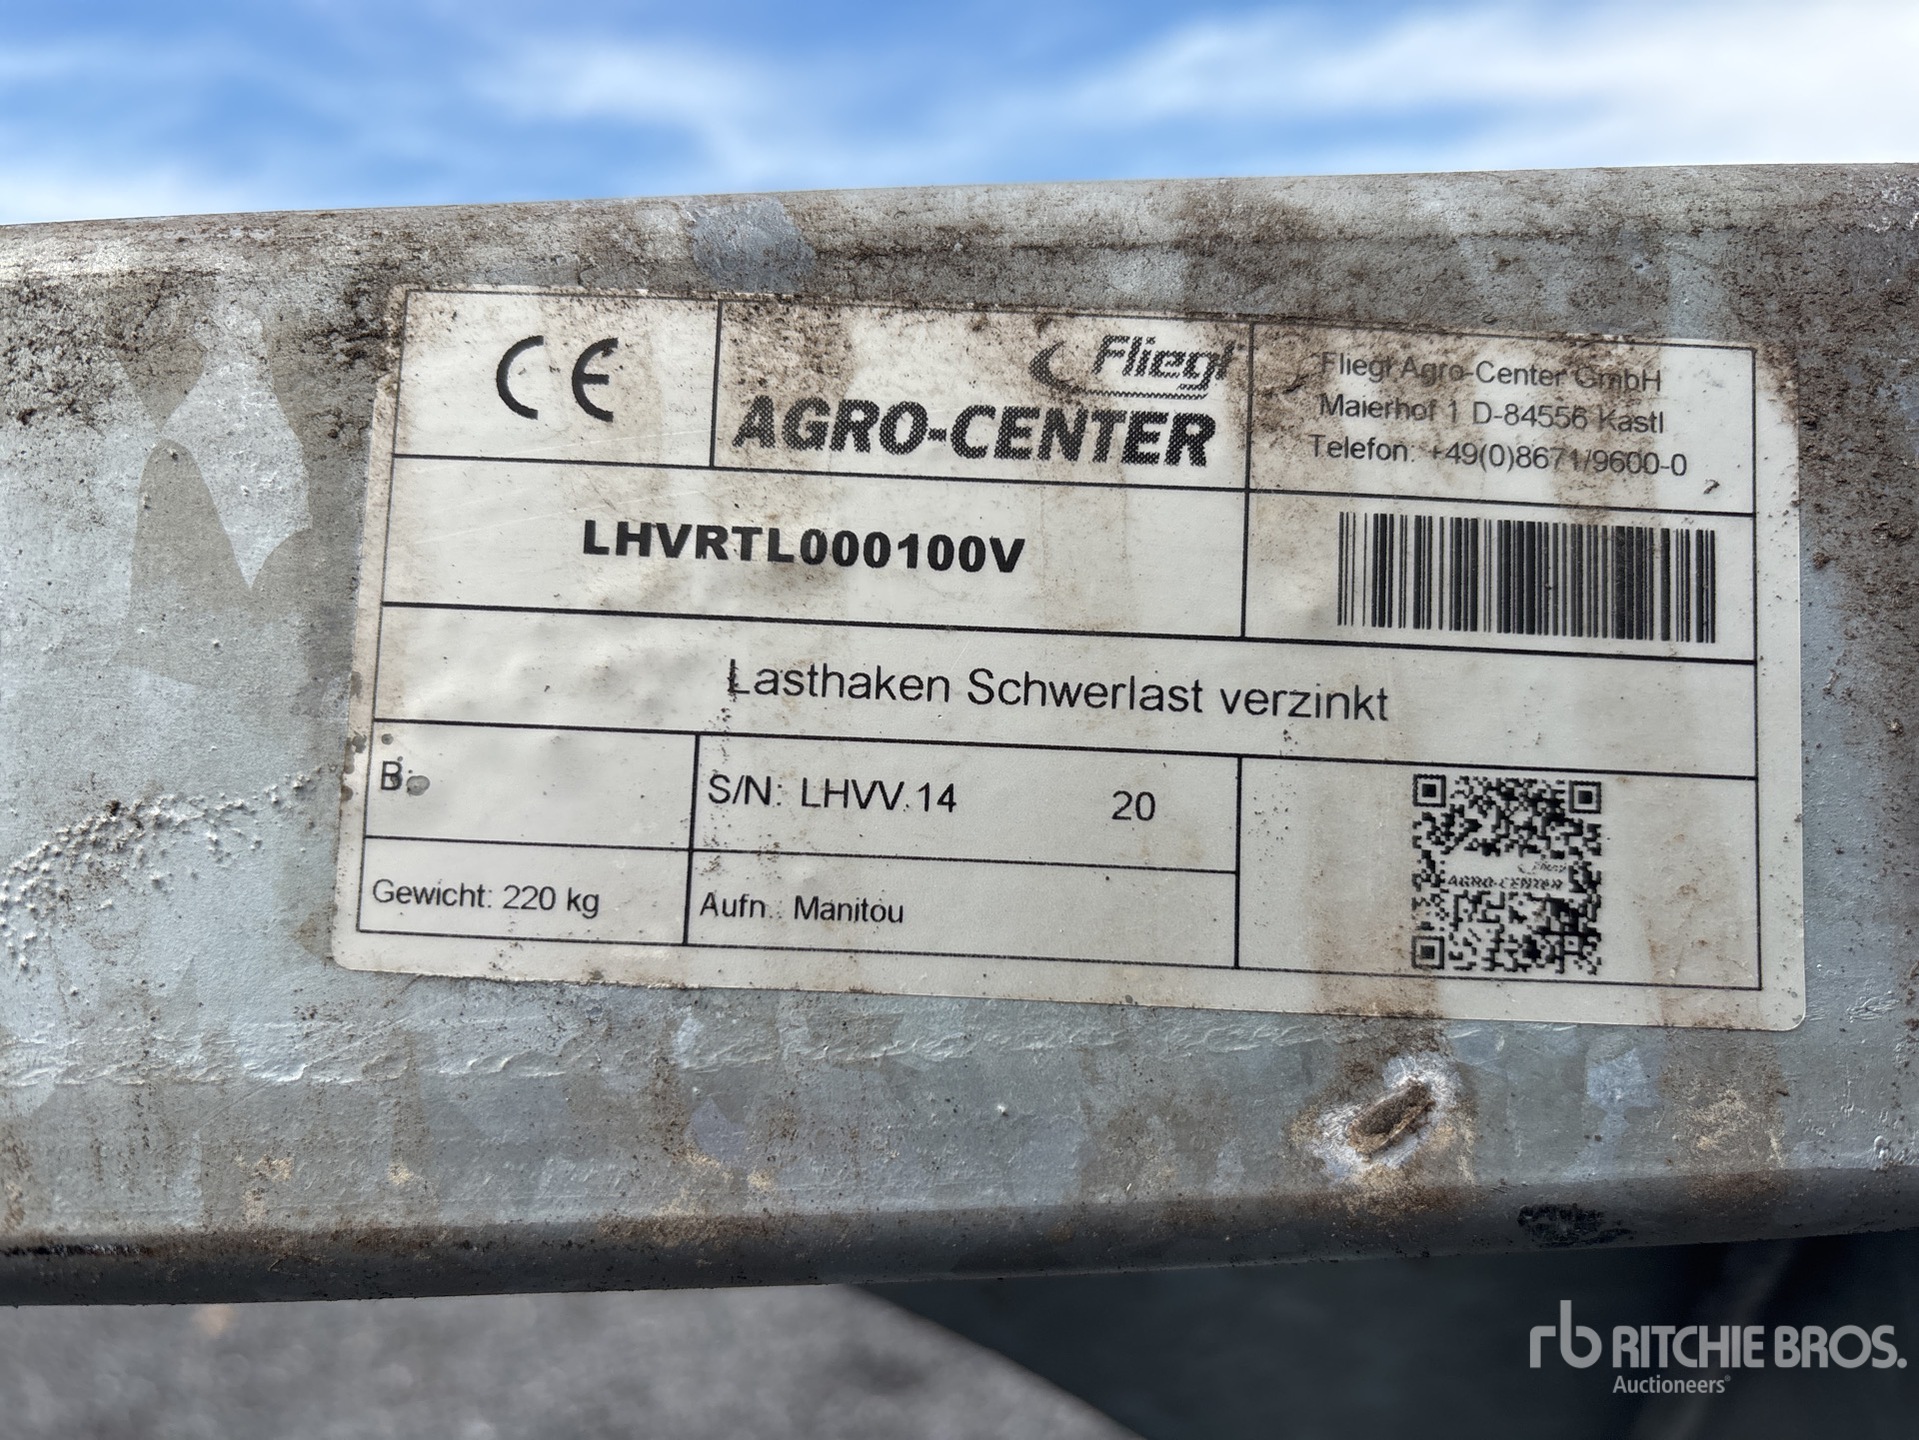 CE
Fliegl
AGRO-CENTER
Fliegl Agro-Center GmbH
Maierhof 1 D-84556 Kastl
Telefon: +49(0)8671/9600-0
LHVRTL000100V
Lasthaken Schwerlast verzinkt
B:
S/N: LHVV.14 20
AGRO-CENTER
Gewicht: 220 kg
Aufn.: Manitou
rb RITCHIE BROS.
Auctioneers